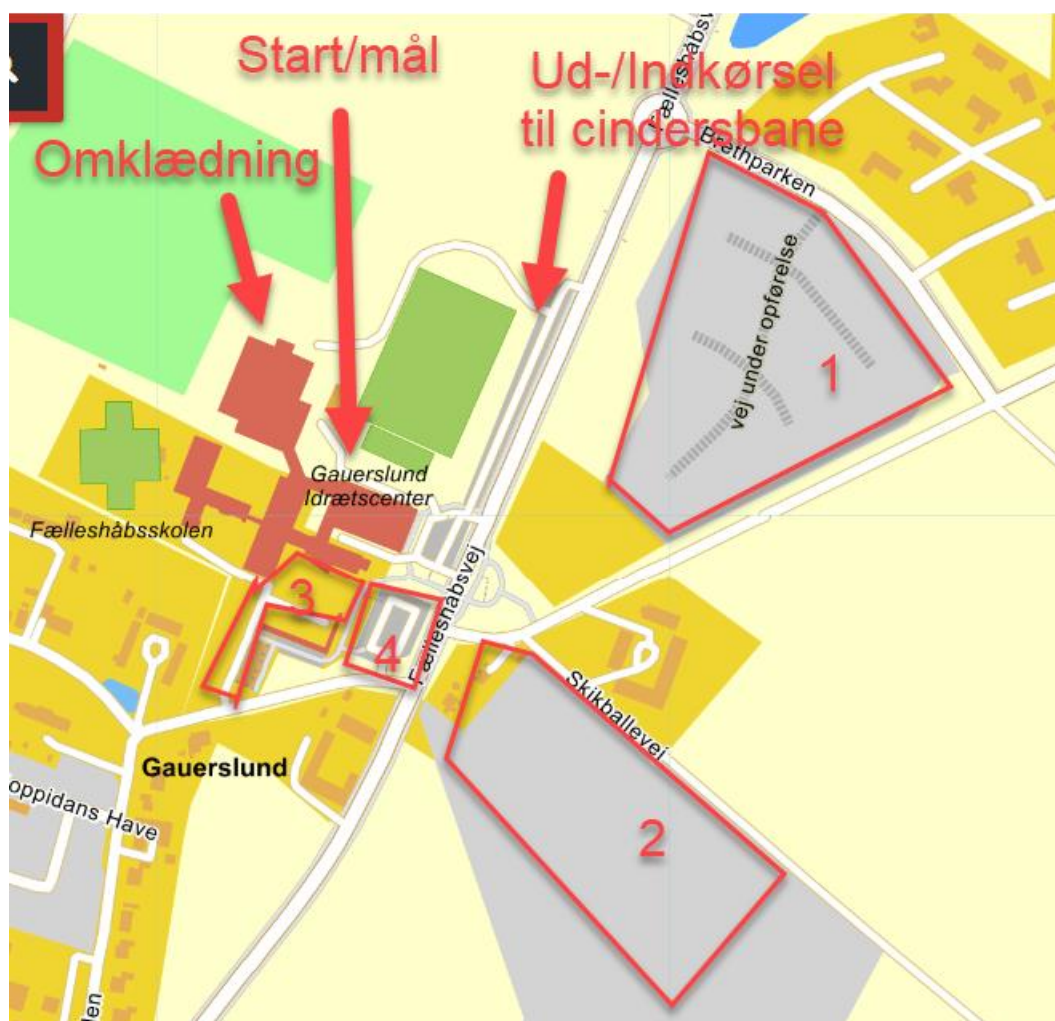 Start/mål
Ud-/Indkørsel
til cindersbane
Omklædning
Fælleshåbsvej
Brethparken
vej under opførelse
1
Gauerslund
Idrætscenter
Fælleshåbsskolen
3
4
Fælleshåbsvej
Skikballevej
Gauerslund
oppidans Have
2